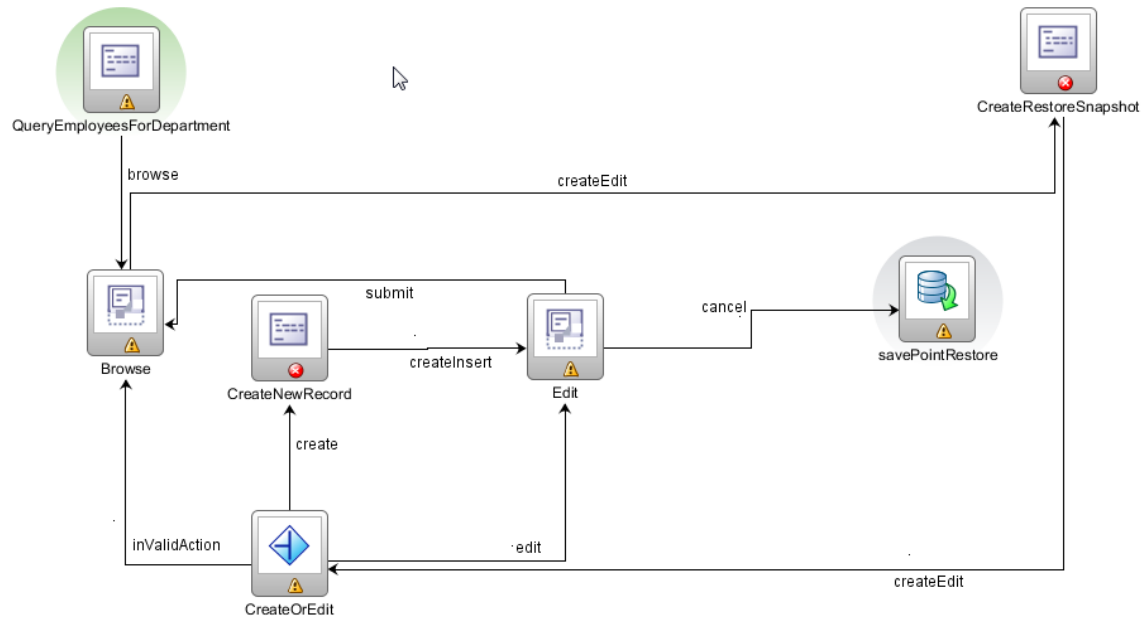 CreateRestoreSnapshot
QueryEmployeesForDepartment
browse
createEdit
submit
cancel
savePointRestore
createInsert
Browse
CreateNewRecord
Edit
create
inValidAction
edit
createEdit
CreateOrEdit